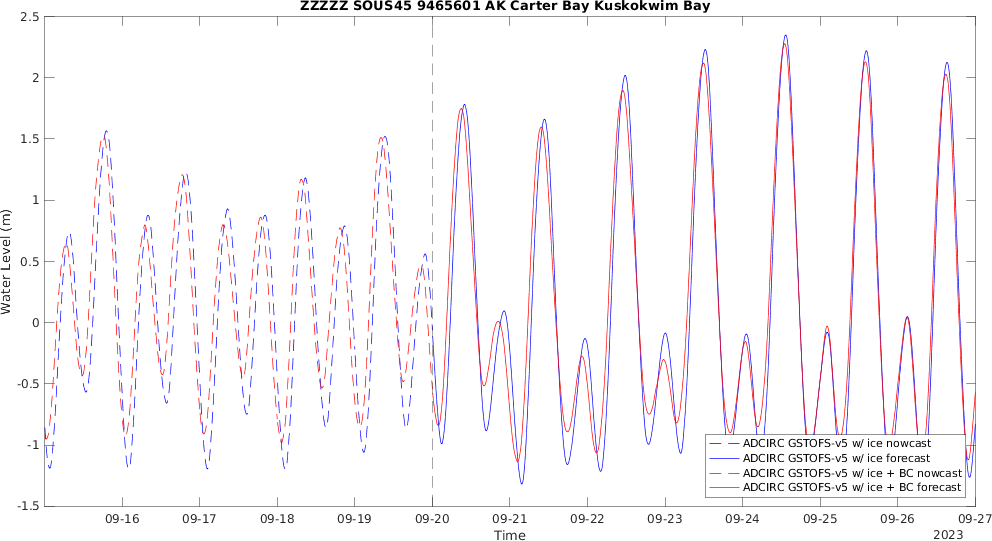 ZZZZZ SOUS45 9465601 AK Carter Bay Kuskokwim Bay
2.5
2
1.5
1
0.5
0
-0.5
-1
-1.5
Water Level (m)
ADCIRC GSTOFS-v5 w/ ice nowcast
ADCIRC GSTOFS-v5 w/ ice forecast
ADCIRC GSTOFS-v5 w/ ice + BC nowcast
ADCIRC GSTOFS-v5 w/ ice + BC forecast
09-16 09-17 09-18 09-19 09-20 09-21 09-22 09-23 09-24 09-25 09-26 09-27
Time
2023